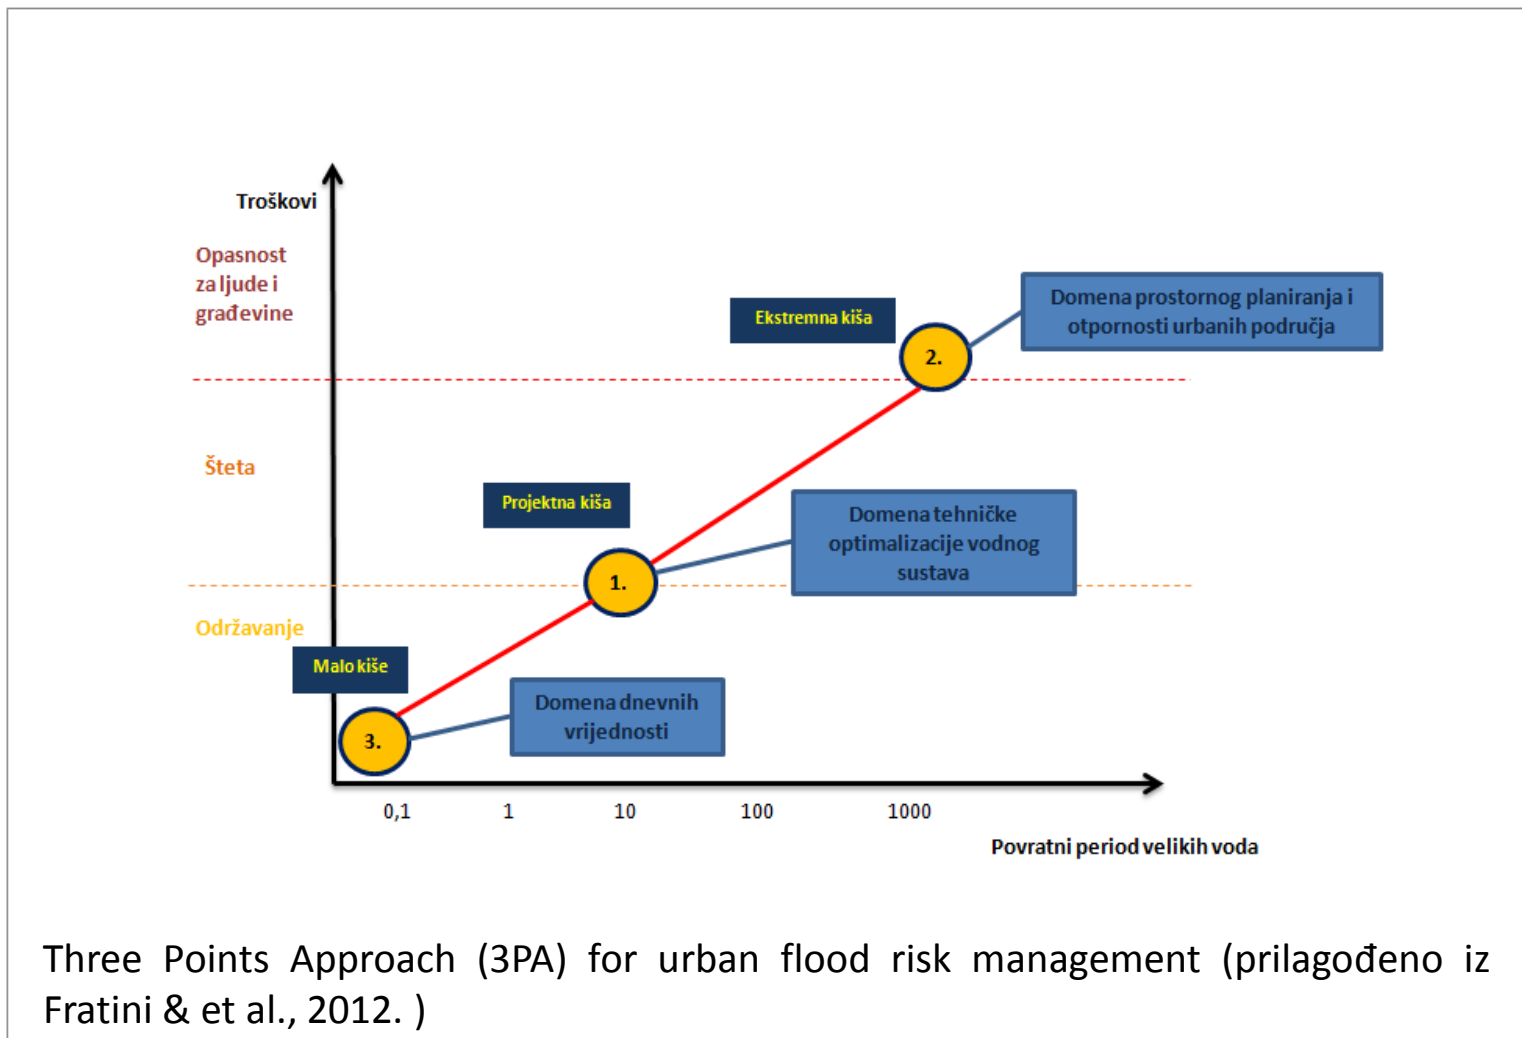 Troškovi
Opasnost
za ljude i
građevine
Ekstremna kiša
2.
Domena prostornog planiranja i
otpornosti urbanih područja
Šteta
Projektna kiša
1.
Domena tehničke
optimalizacije vodnog
sustava
Održavanje
Malo kiše
3.
Domena dnevnih
vrijednosti
0,1 1 10 100 1000
Povratni period velikih voda
Three Points Approach (3PA) for urban flood risk management (prilagođeno iz
Fratini & et al., 2012. )